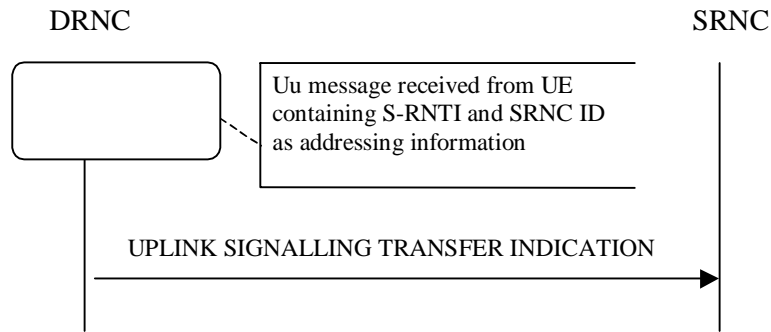 DRNC
SRNC
Uu message received from UE
containing S-RNTI and SRNC ID
as addressing information
UPLINK SIGNALLING TRANSFER INDICATION